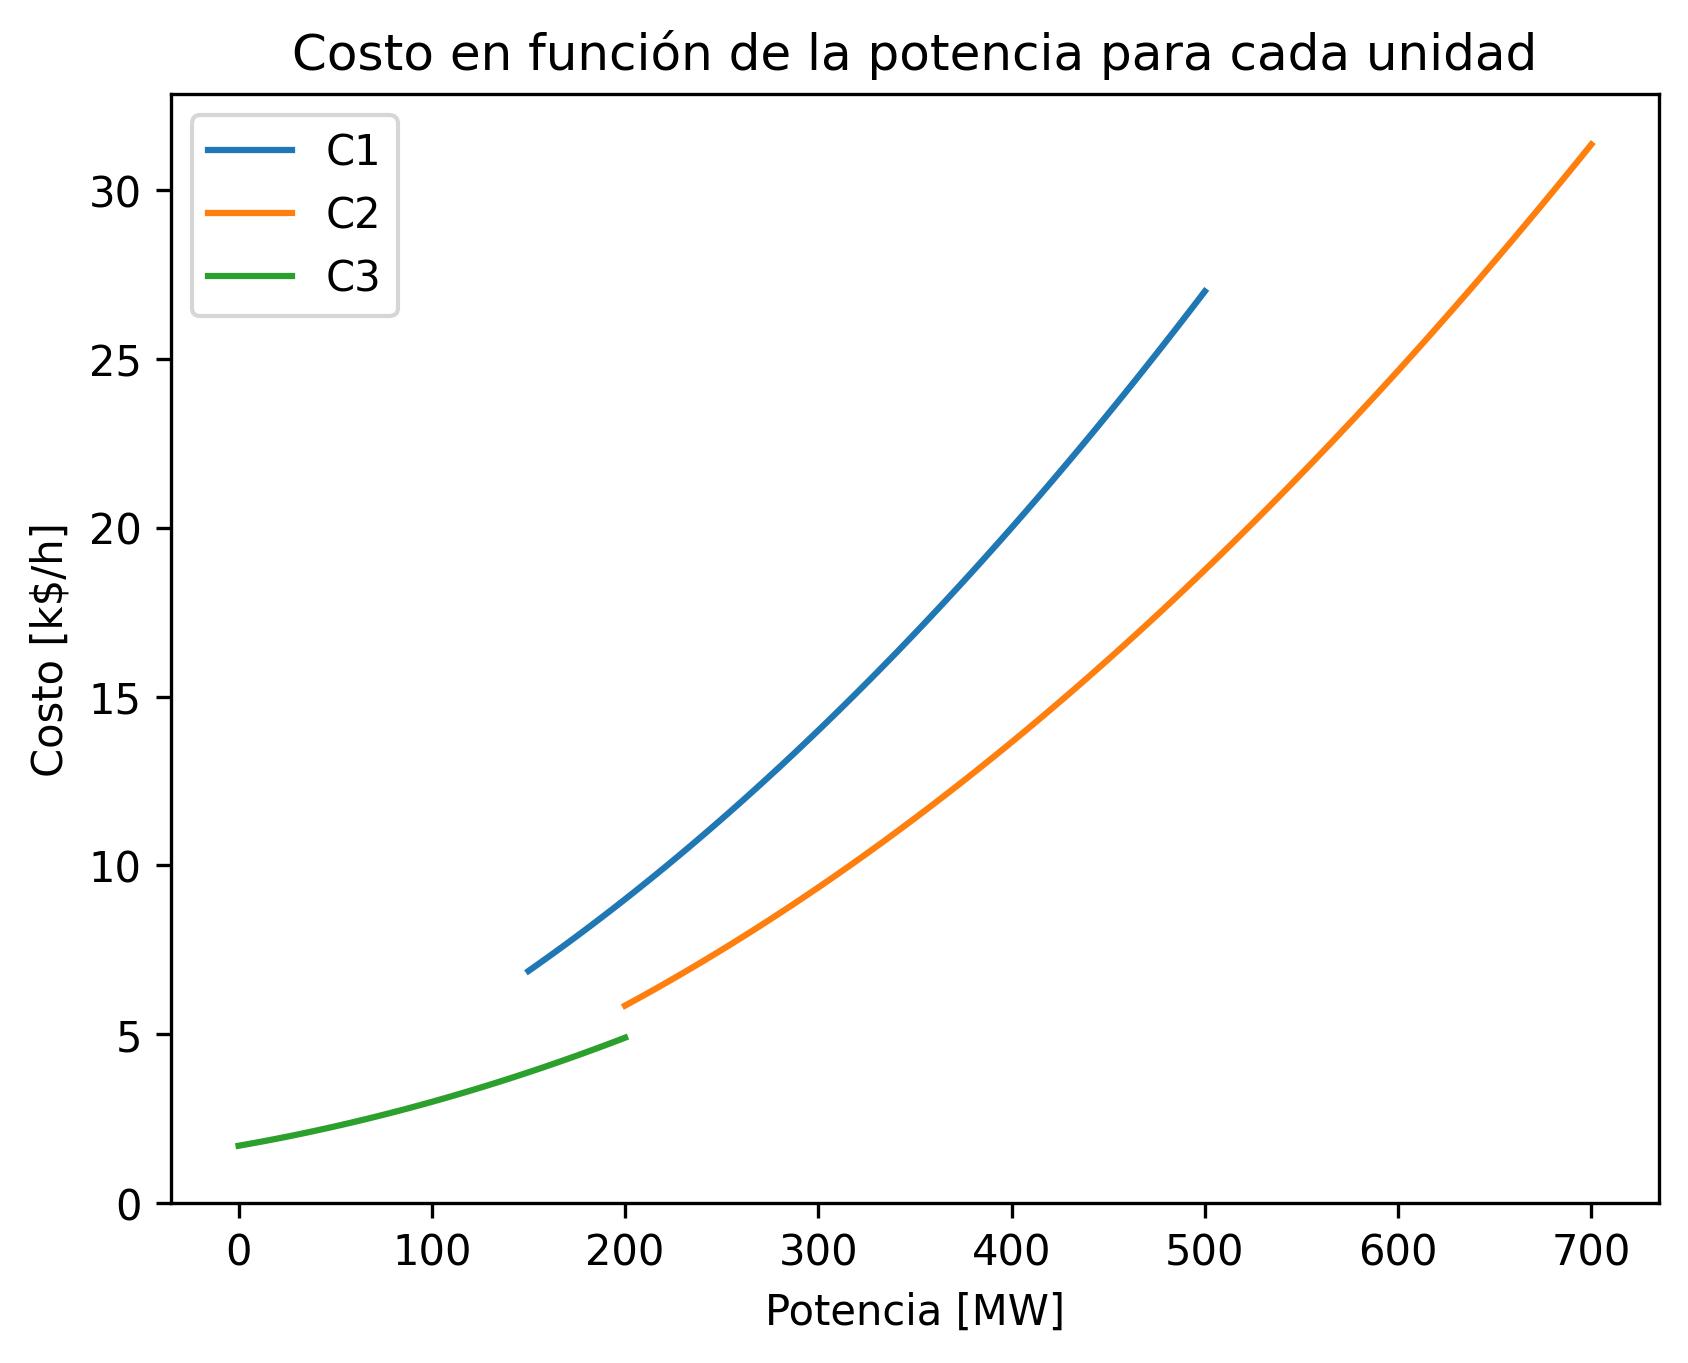 Costo en función de la potencia para cada unidad
C1
C2
C3
30
25
20
15
10
5
0
Costo [k$/h]
0 100 200 300 400 500 600 700
Potencia [MW]